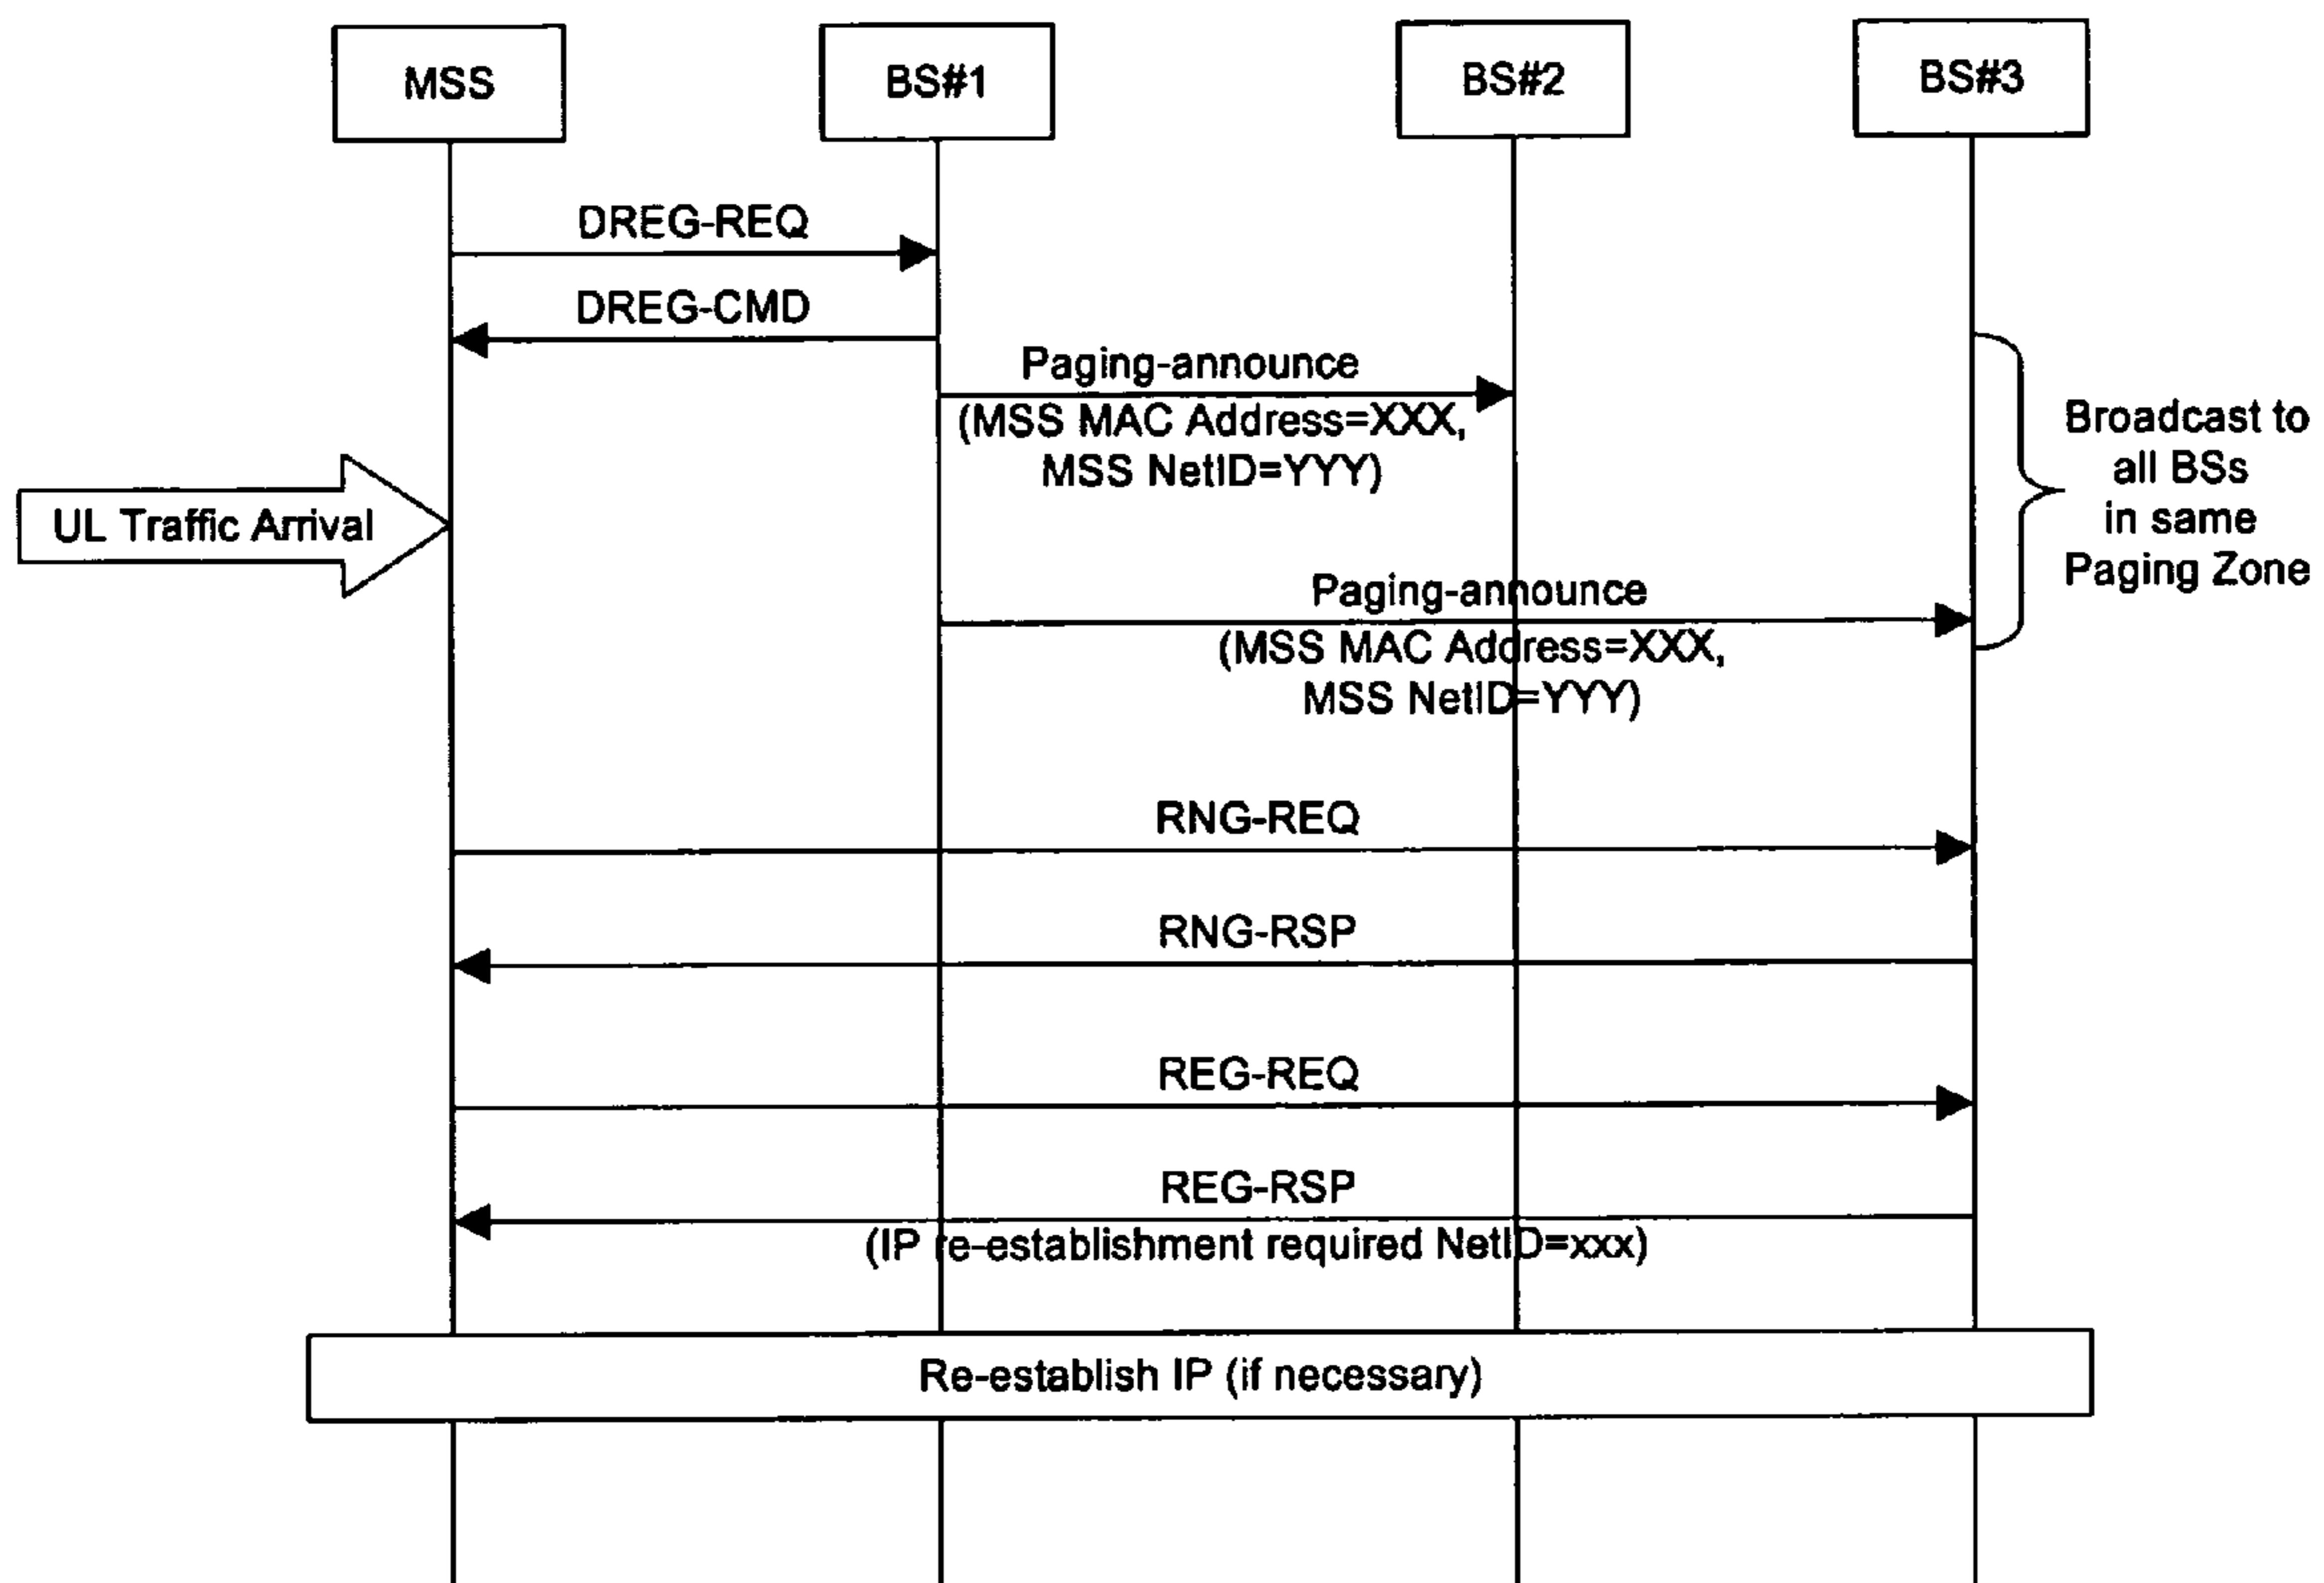 MSS
BS#1
BS#2
BS#3
DREG-REQ
DREG-CMD
Paging-announce
(MSS MAC Address=XXX,
MSS NetID=YYY)
Broadcast to
all BSs
in same
Paging Zone
UL Traffic Arrival
Paging-announce
(MSS MAC Address=XXX,
MSS NetID=YYY)
RNG-REQ
RNG-RSP
REG-REQ
REG-RSP
(IP re-establishment required NetID=xxx)
Re-establish IP (if necessary)